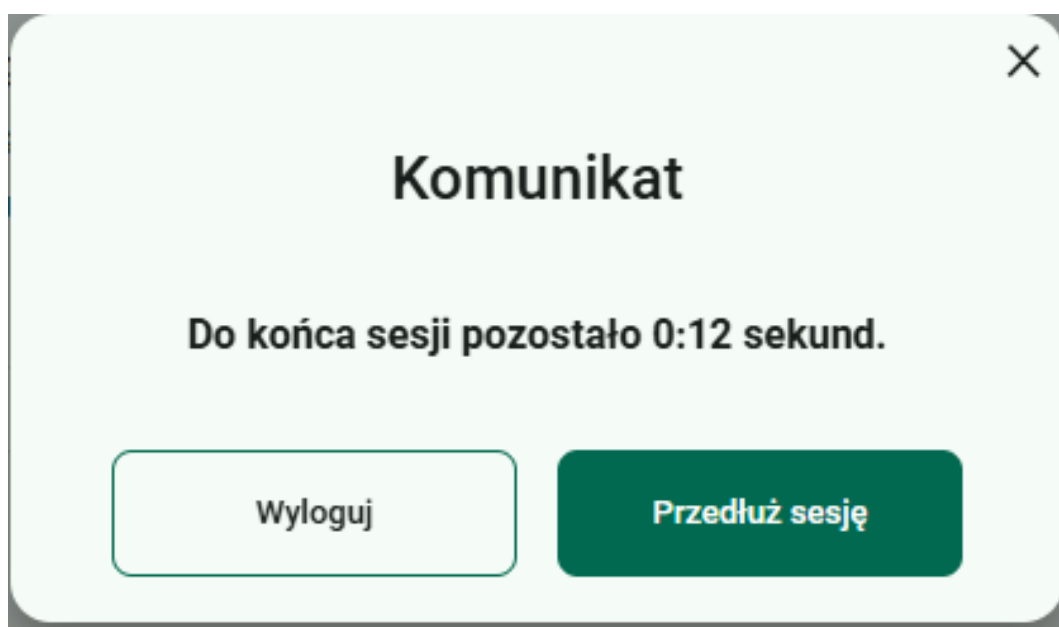 Komunikat
Do końca sesji pozostało 0:12 sekund.
Wyloguj
Przedłuż sesję